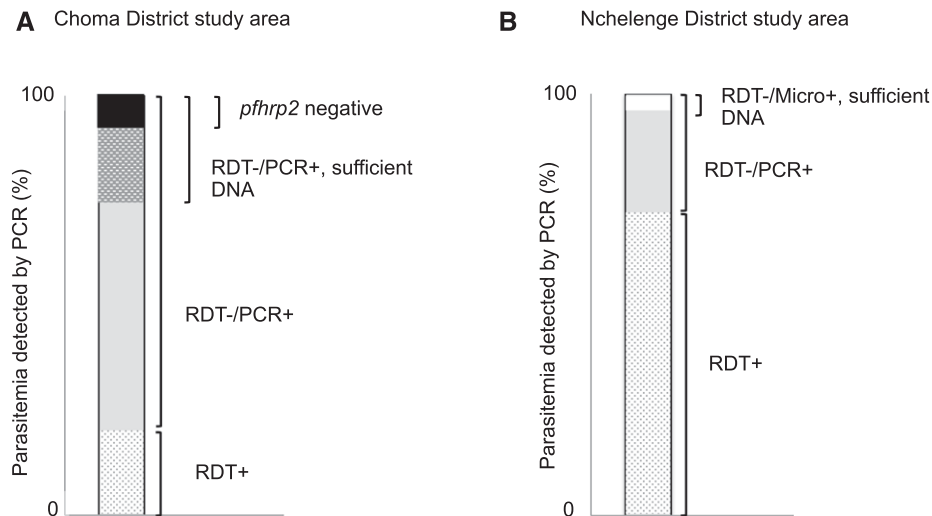 A Choma District study area
100
Parasitemia detected by PCR (%)
0
pfhrp2 negative
RDT-/PCR+, sufficient
DNA
RDT-/PCR+
RDT+
B Nchelenge District study area
100
Parasitemia detected by PCR (%)
0
RDT-/Micro+, sufficient
DNA
RDT-/PCR+
RDT+